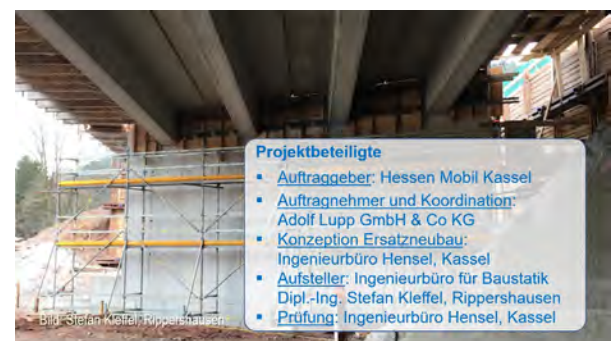 Projektbeteiligte
▪ Auftraggeber: Hessen Mobil Kassel
▪ Auftragnehmer und Koordination:
Adolf Lupp GmbH & Co KG
▪ Konzeption Ersatzneubau:
Ingenieurbüro Hensel, Kassel
▪ Aufsteller: Ingenieurbüro für Baustatik
Dipl.-Ing. Stefan Kleffel, Rippershausen
▪ Prüfung: Ingenieurbüro Hensel, Kassel
Bild: Stefan Kleffel, Rippershausen